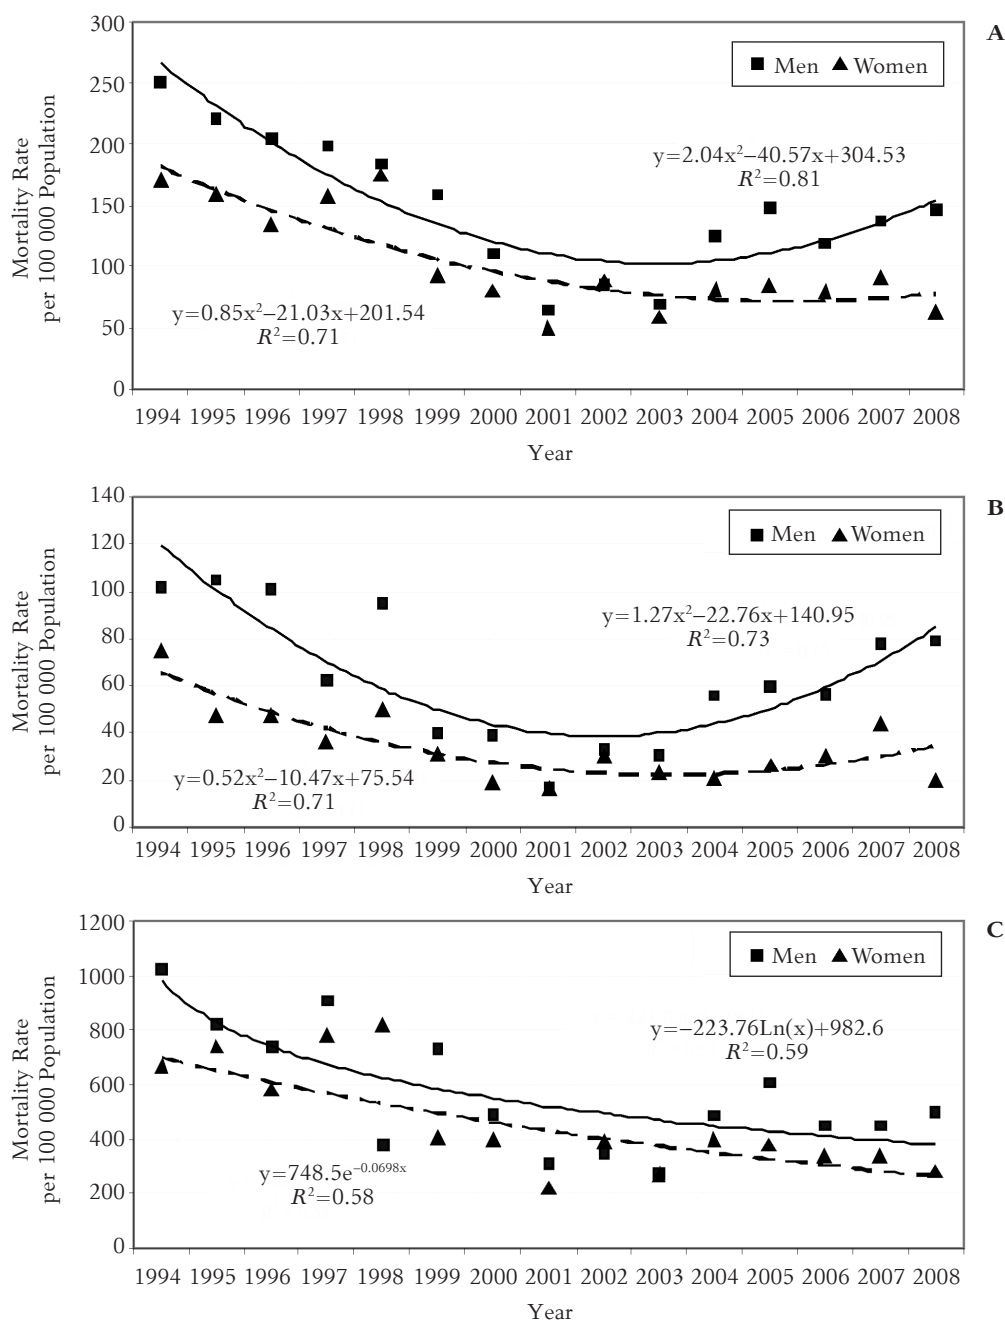 A
Mortality Rate
per 100 000 Population
300
250
200
150
100
50
0
Men Women
y=2.04x²–40.57x+304.53
R²=0.81
y=0.85x²–21.03x+201.54
R²=0.71
1994 1995 1996 1997 1998 1999 2000 2001 2002 2003 2004 2005 2006 2007 2008
Year
B
Mortality Rate
per 100 000 Population
140
120
100
80
60
40
20
0
Men Women
y=1.27x²–22.76x+140.95
R²=0.73
y=0.52x²–10.47x+75.54
R²=0.71
1994 1995 1996 1997 1998 1999 2000 2001 2002 2003 2004 2005 2006 2007 2008
Year
C
Mortality Rate
per 100 000 Population
1200
1000
800
600
400
200
0
Men Women
y=–223.76Ln(x)+982.6
R²=0.59
y=748.5e⁻⁰·⁰⁶⁹⁸ˣ
R²=0.58
1994 1995 1996 1997 1998 1999 2000 2001 2002 2003 2004 2005 2006 2007 2008
Year